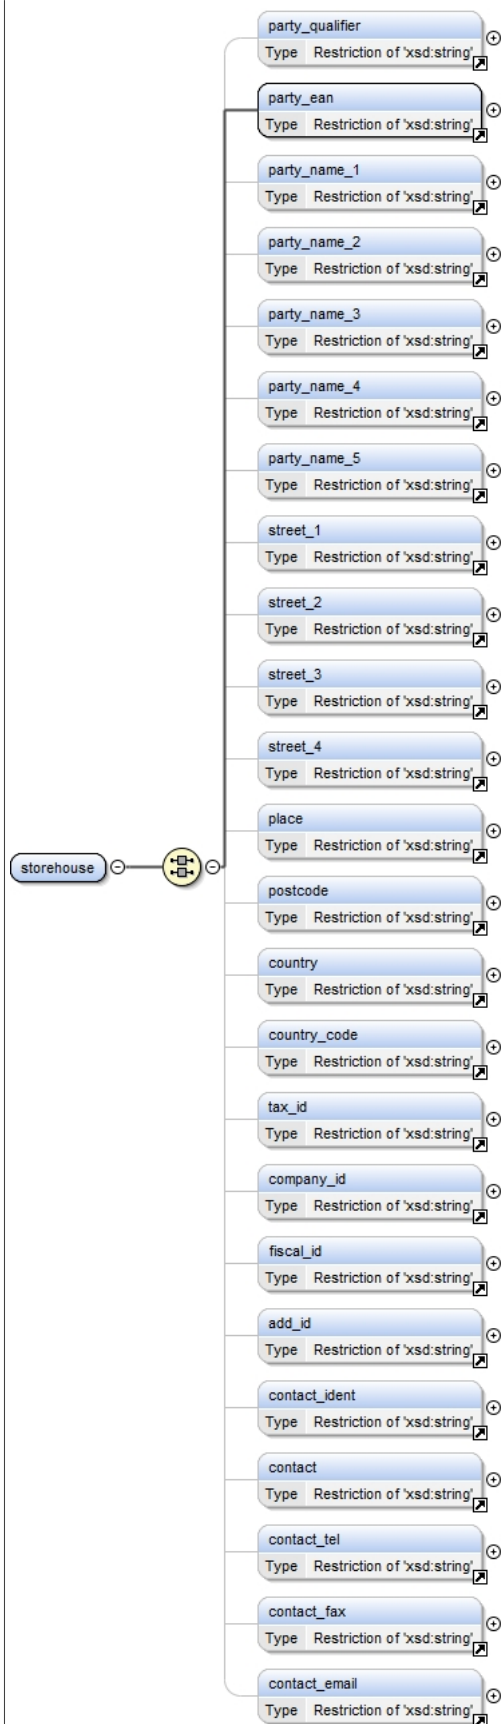 party_qualifier
Type Restriction of 'xsd:string'
party_ean
Type Restriction of 'xsd:string'
party_name_1
Type Restriction of 'xsd:string'
party_name_2
Type Restriction of 'xsd:string'
party_name_3
Type Restriction of 'xsd:string'
party_name_4
Type Restriction of 'xsd:string'
party_name_5
Type Restriction of 'xsd:string'
street_1
Type Restriction of 'xsd:string'
street_2
Type Restriction of 'xsd:string'
street_3
Type Restriction of 'xsd:string'
street_4
Type Restriction of 'xsd:string'
place
Type Restriction of 'xsd:string'
storehouse
postcode
Type Restriction of 'xsd:string'
country
Type Restriction of 'xsd:string'
country_code
Type Restriction of 'xsd:string'
tax_id
Type Restriction of 'xsd:string'
company_id
Type Restriction of 'xsd:string'
fiscal_id
Type Restriction of 'xsd:string'
add_id
Type Restriction of 'xsd:string'
contact_ident
Type Restriction of 'xsd:string'
contact
Type Restriction of 'xsd:string'
contact_tel
Type Restriction of 'xsd:string'
contact_fax
Type Restriction of 'xsd:string'
contact_email
Type Restriction of 'xsd:string'